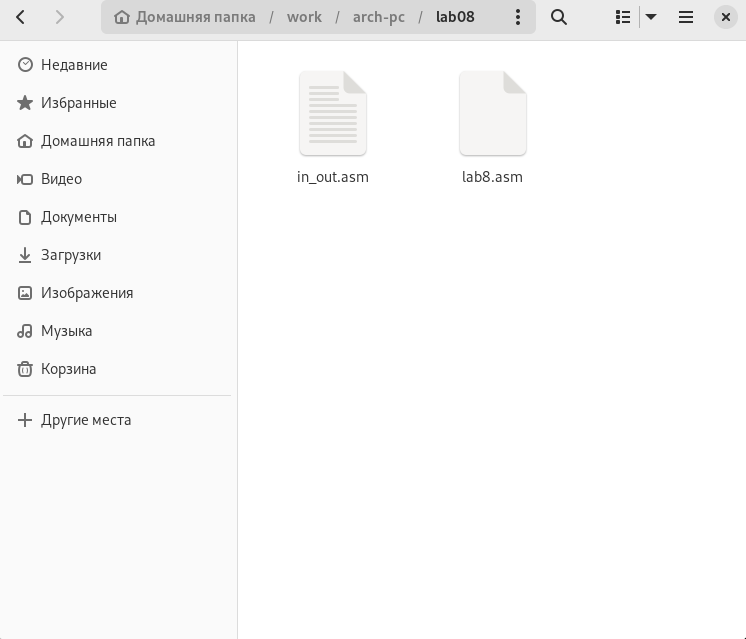 Домашняя папка / work / arch-pc / lab08
Недавние
Избранные
Домашняя папка
Видео
Документы
Загрузки
Изображения
Музыка
Корзина
Другие места
in_out.asm
lab8.asm